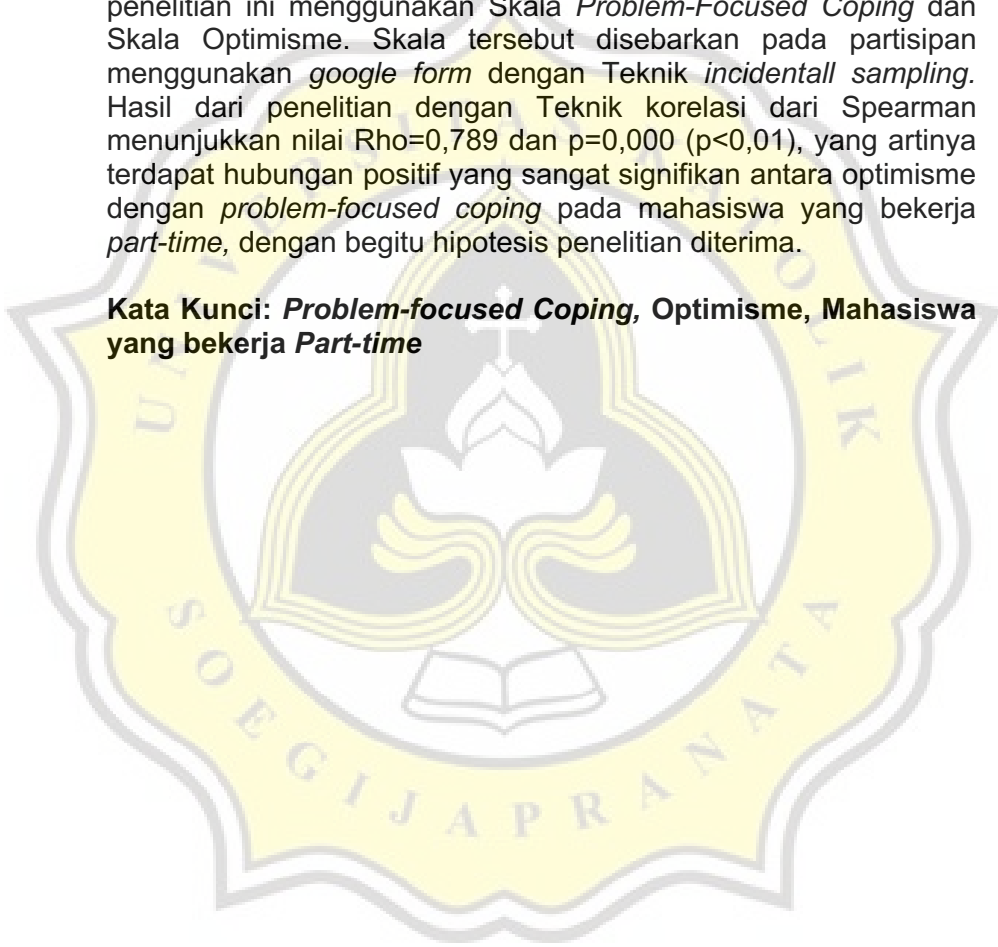 penelitian ini menggunakan Skala Problem-Focused Coping dan
Skala Optimisme. Skala tersebut disebarkan pada partisipan
menggunakan google form dengan Teknik incidentall sampling.
Hasil dari penelitian dengan Teknik korelasi dari Spearman
menunjukkan nilai Rho=0,789 dan p=0,000 (p<0,01), yang artinya
terdapat hubungan positif yang sangat signifikan antara optimisme
dengan problem-focused coping pada mahasiswa yang bekerja
part-time, dengan begitu hipotesis penelitian diterima.
Kata Kunci: Problem-focused Coping, Optimisme, Mahasiswa
yang bekerja Part-time
UNIVERSITAS KATOLIK
SOEGIJAPRANATA